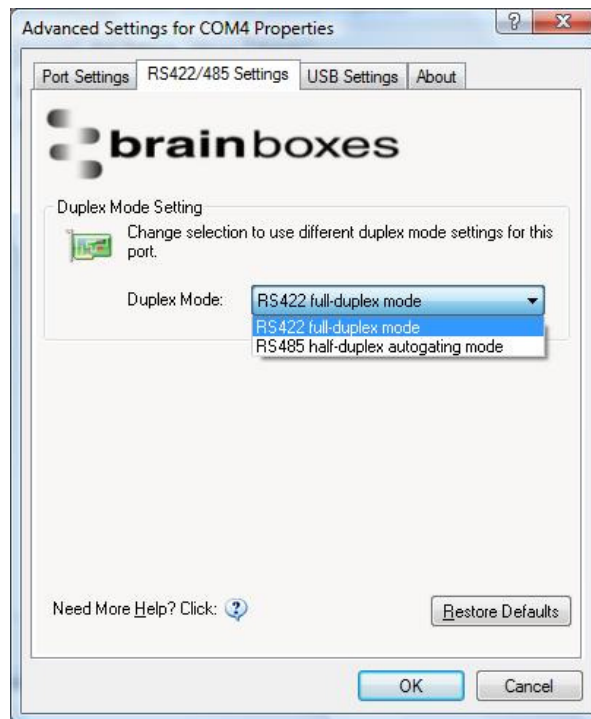 Advanced Settings for COM4 Properties
Port Settings RS422/485 Settings USB Settings About
brainboxes
Duplex Mode Setting
Change selection to use different duplex mode settings for this
port.
Duplex Mode: RS422 full-duplex mode
RS422 full-duplex mode
RS485 half-duplex autogating mode
Need More Help? Click: Restore Defaults
OK Cancel